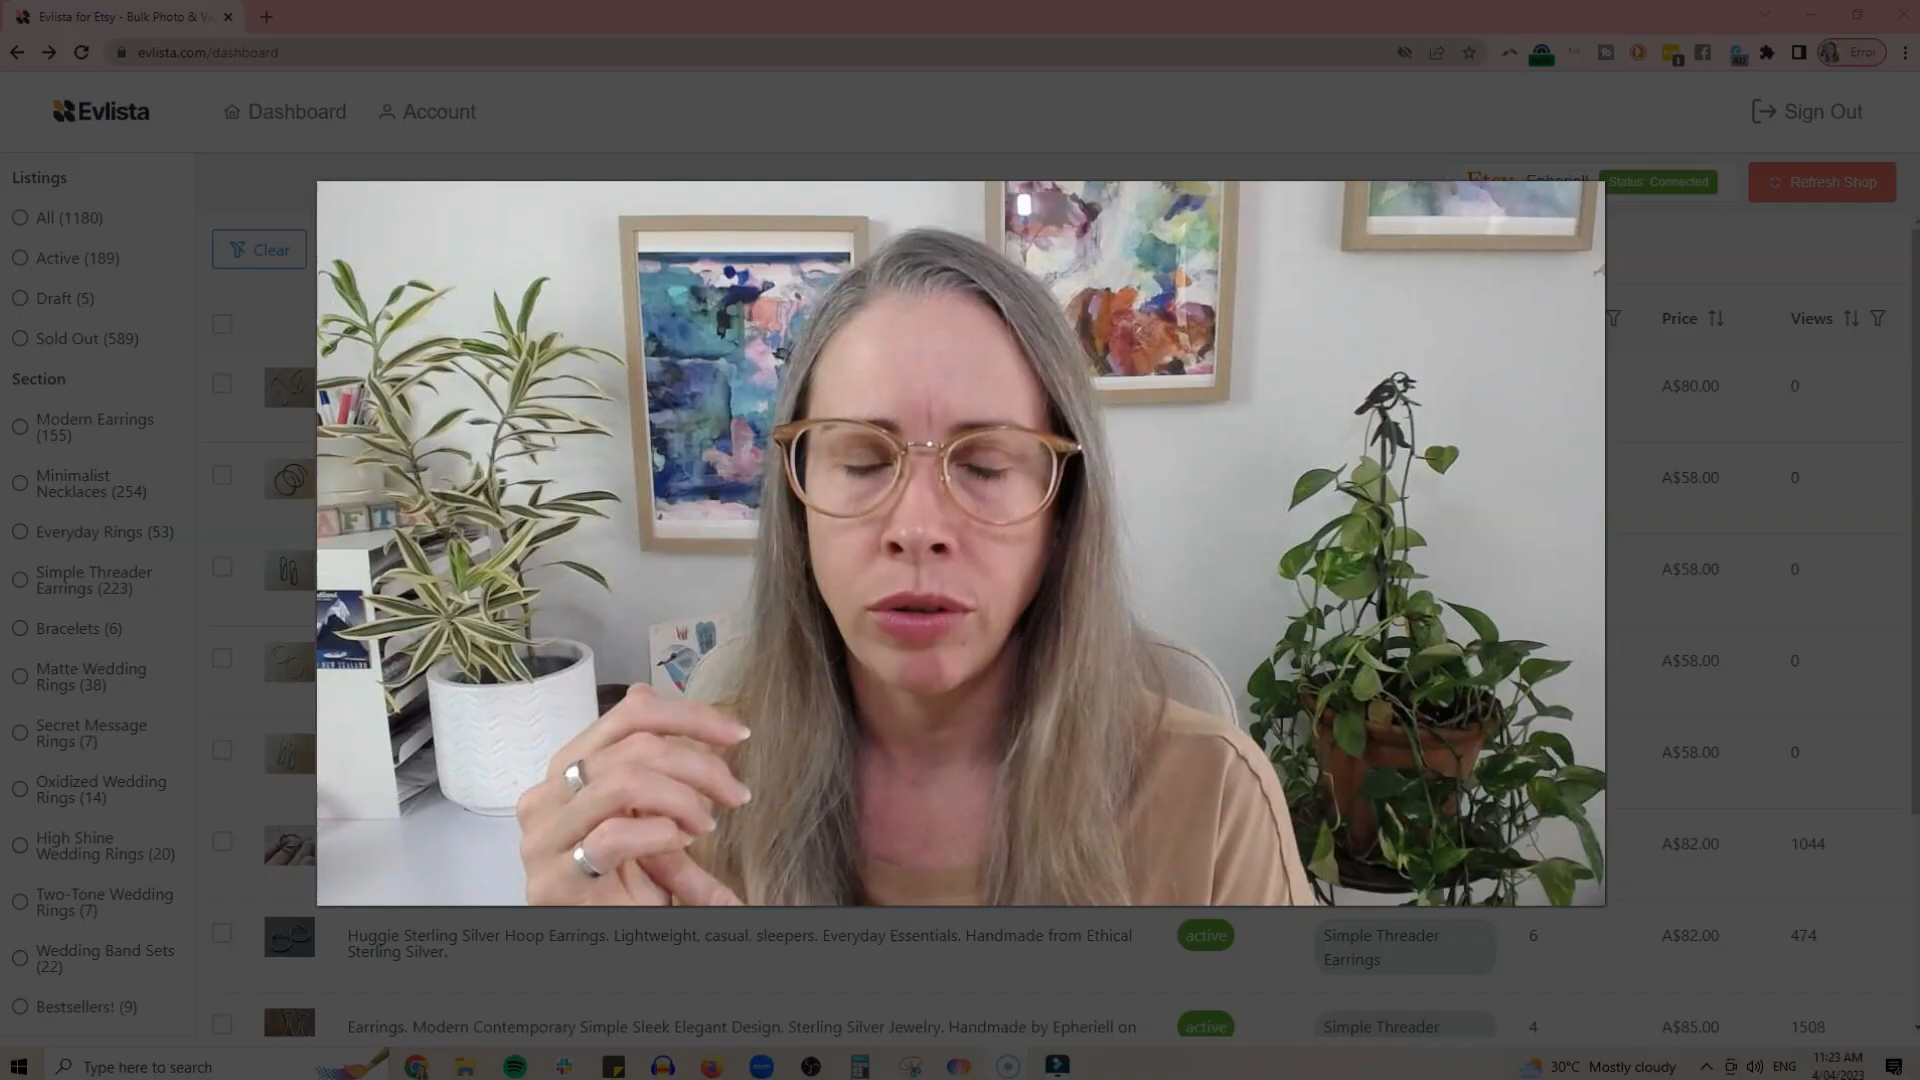 Evlista for Etsy - Bulk Photo & Vi
evlista.com/dashboard
Error
Evlista
Dashboard
Account
Sign Out
Listings
Etsy
Epheriell
Status: Connected
Refresh Shop
All (1180)
Active (189)
Clear
Draft (5)
Sold Out (589)
Price
Views
Section
A$80.00
0
Modern Earrings
(155)
Minimalist
Necklaces (254)
A$58.00
0
Everyday Rings (53)
Simple Threader
Earrings (223)
A$58.00
0
Bracelets (6)
Matte Wedding
Rings (38)
A$58.00
0
Secret Message
Rings (7)
A$58.00
0
Oxidized Wedding
Rings (14)
High Shine
Wedding Rings (20)
A$82.00
1044
Two-Tone Wedding
Rings (7)
Huggie Sterling Silver Hoop Earrings. Lightweight, casual, sleepers. Everyday Essentials. Handmade from Ethical
Sterling Silver.
active
Simple Threader
Earrings
6
A$82.00
474
Wedding Band Sets
(22)
Bestsellers! (9)
Earrings. Modern Contemporary Simple Sleek Elegant Design. Sterling Silver Jewelry. Handmade by Epheriell on
active
Simple Threader
4
A$85.00
1508
Type here to search
30°C Mostly cloudy
ENG
11:23 AM
4/04/2023